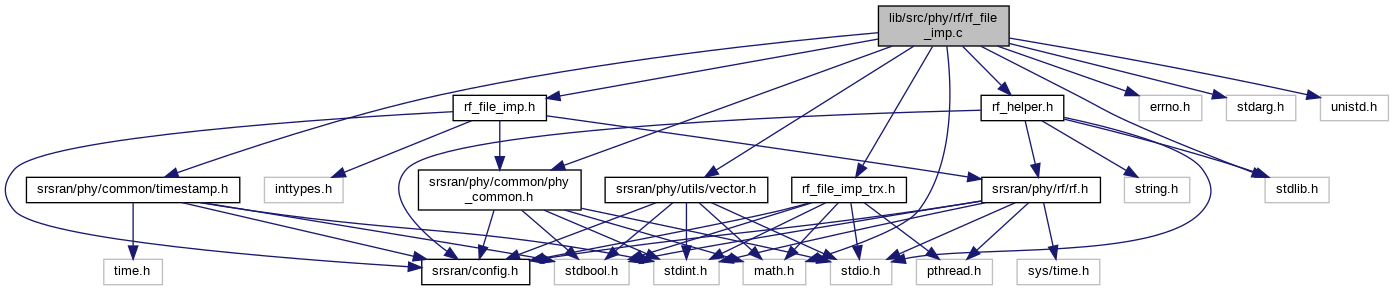 lib/src/phy/rf/rf_file
_imp.c
rf_file_imp.h
rf_helper.h
errno.h
stdarg.h
unistd.h
srsran/phy/common/timestamp.h
inttypes.h
srsran/phy/common/phy
_common.h
srsran/phy/utils/vector.h
rf_file_imp_trx.h
srsran/phy/rf/rf.h
string.h
stdlib.h
time.h
srsran/config.h
stdbool.h
stdint.h
math.h
stdio.h
pthread.h
sys/time.h